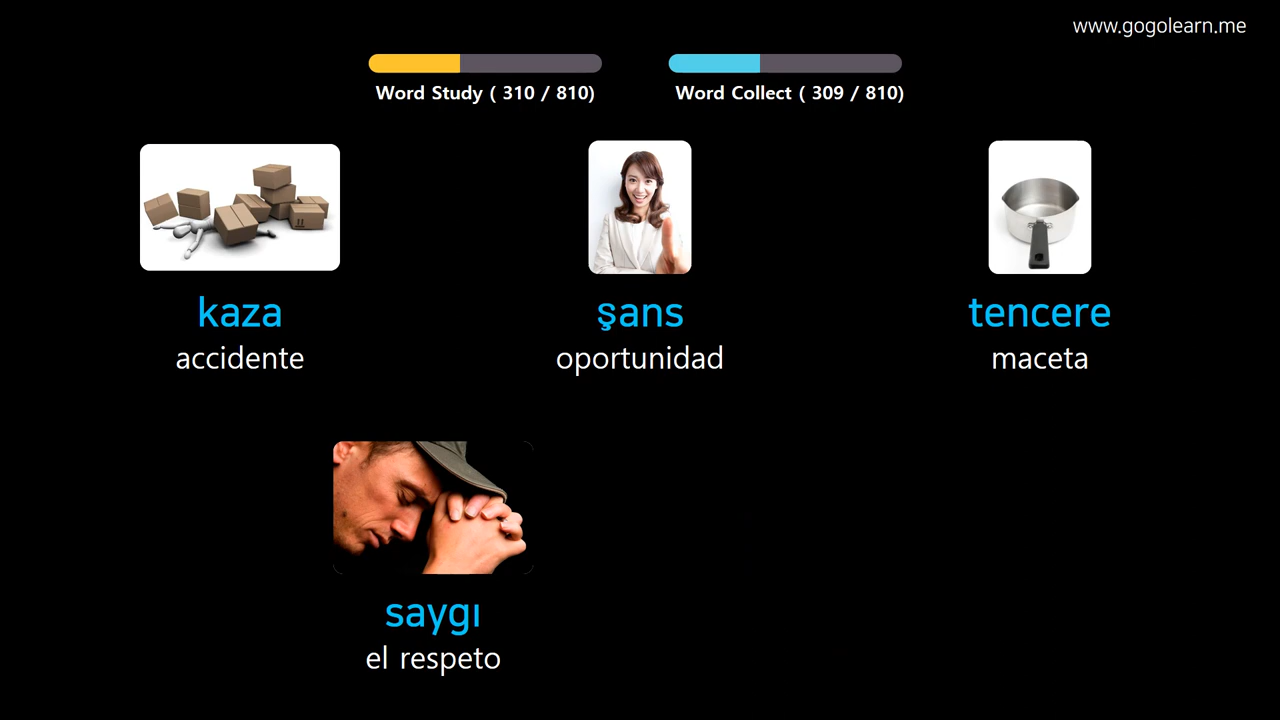 www.gogolearn.me
Word Study ( 310 / 810)
Word Collect ( 309 / 810)
kaza
accidente
şans
oportunidad
tencere
maceta
saygı
el respeto